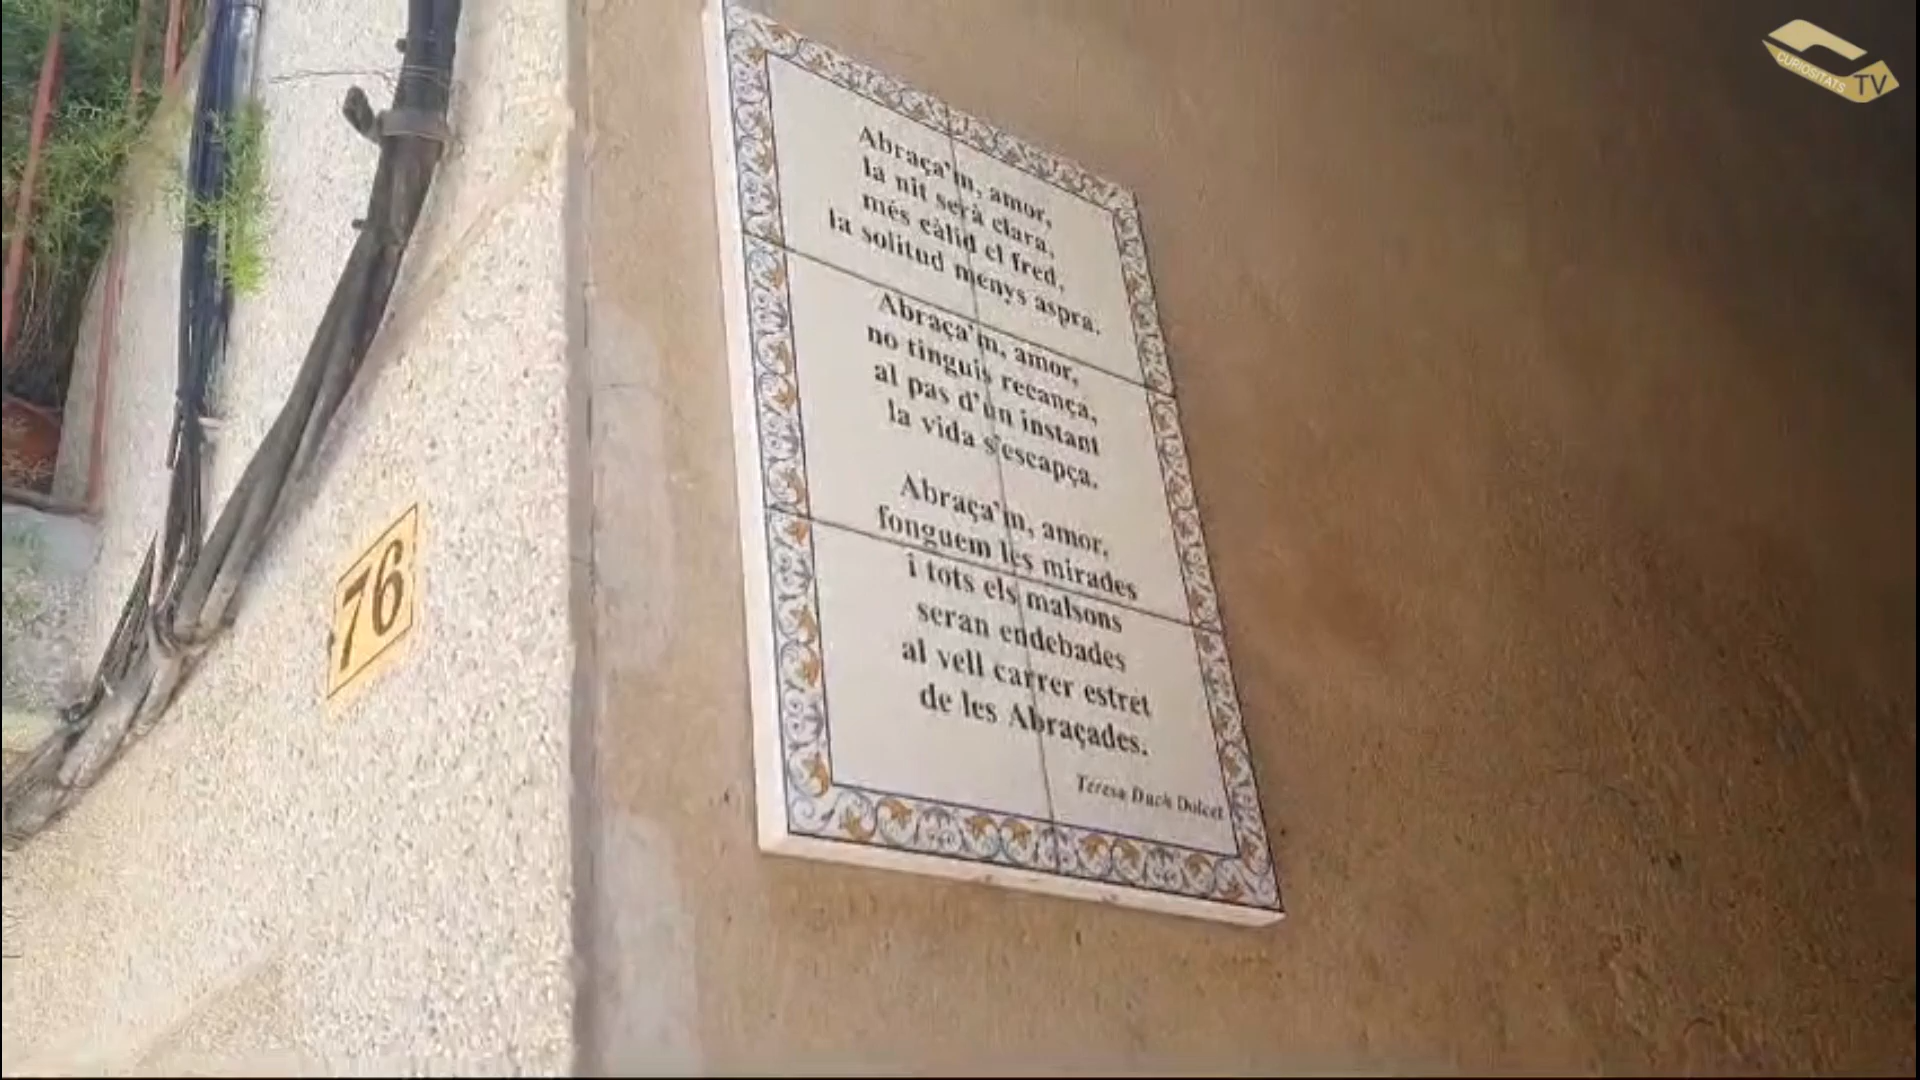 Abraça'm, amor,
la nit serà clara,
més càlid el fred,
la solitud menys aspra.
Abraça'm, amor,
no tinguis recança,
al pas d'un instant
la vida s'escapça.
Abraça'm, amor,
fonguem les mirades
i tots els malsons
seran endebades
al vell carrer estret
de les Abraçades.
Teresa Duch Dolcet
76
CURIOSITATS
TV